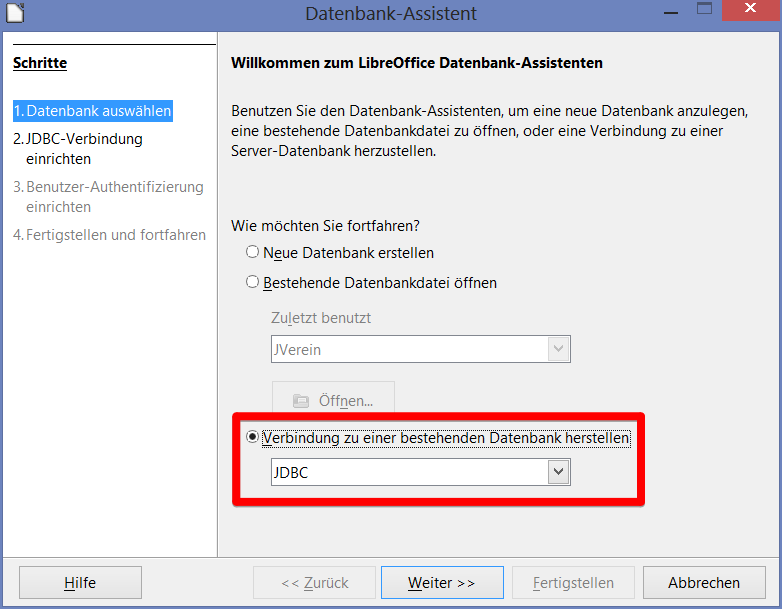 Datenbank-Assistent
Schritte
1. Datenbank auswählen
2. JDBC-Verbindung
einrichten
3. Benutzer-Authentifizierung
einrichten
4. Fertigstellen und fortfahren
Willkommen zum LibreOffice Datenbank-Assistenten
Benutzen Sie den Datenbank-Assistenten, um eine neue Datenbank anzulegen,
eine bestehende Datenbankdatei zu öffnen, oder eine Verbindung zu einer
Server-Datenbank herzustellen.
Wie möchten Sie fortfahren?
Neue Datenbank erstellen
Bestehende Datenbankdatei öffnen
Zuletzt benutzt
JVerein
Öffnen...
Verbindung zu einer bestehenden Datenbank herstellen
JDBC
Hilfe
<< Zurück
Weiter >>
Fertigstellen
Abbrechen